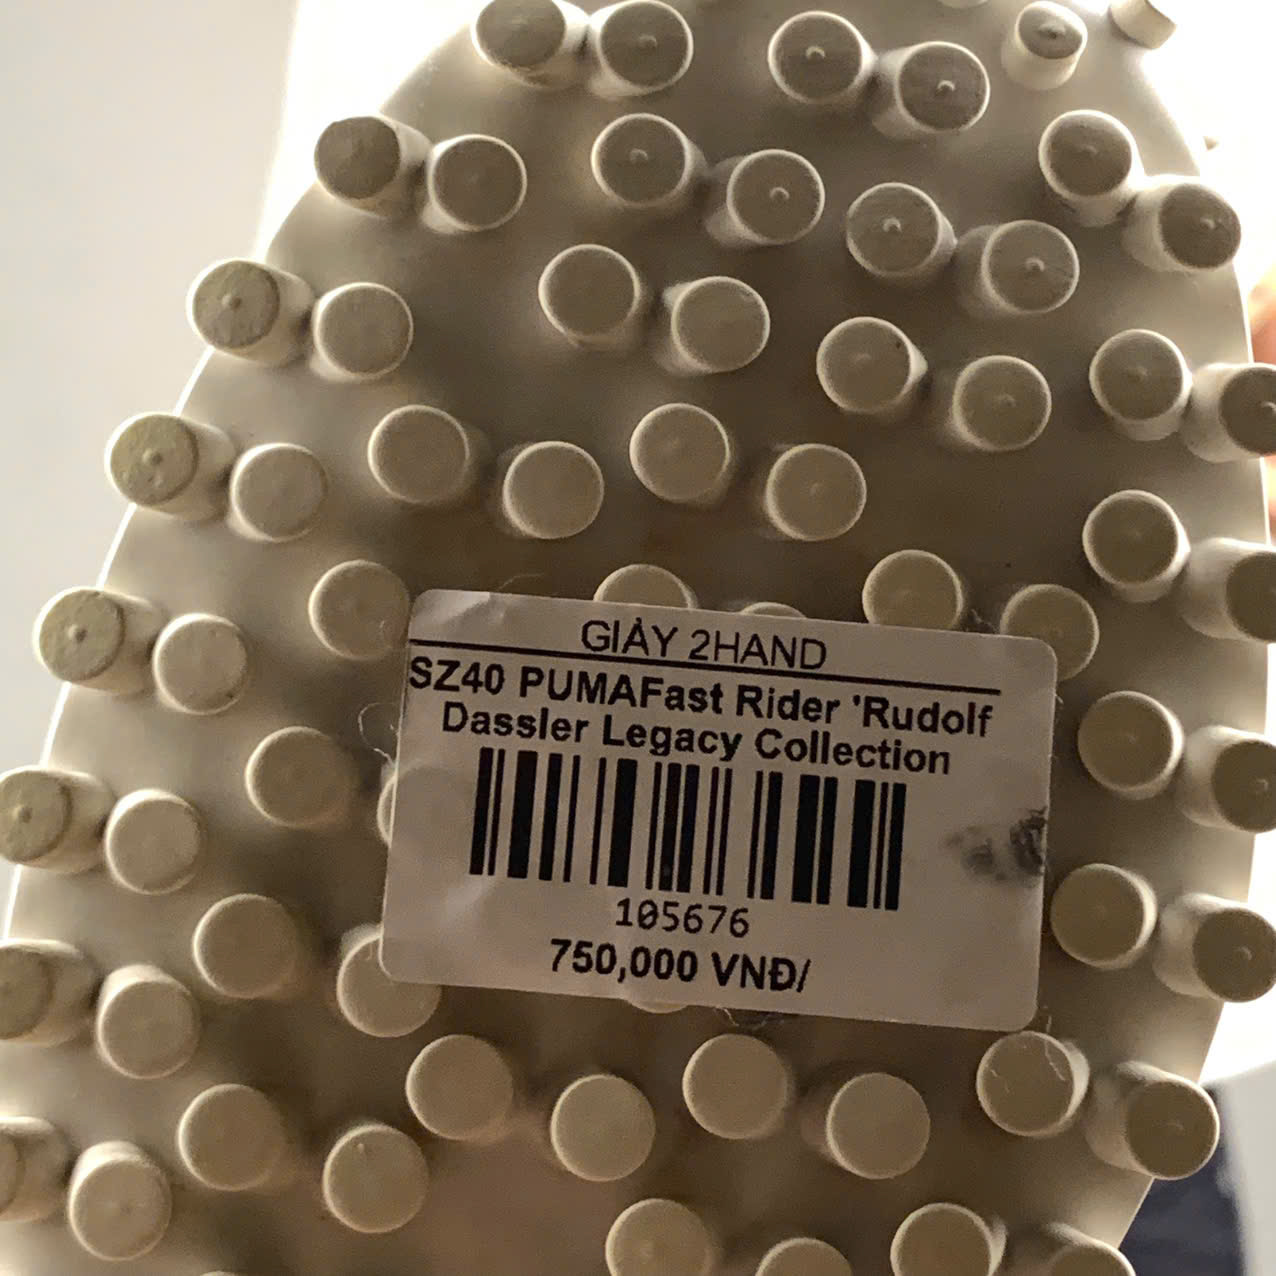 GIÀY 2HAND
SZ40 PUMAFast Rider 'Rudolf
Dassler Legacy Collection
105676
750,000 VNĐ/